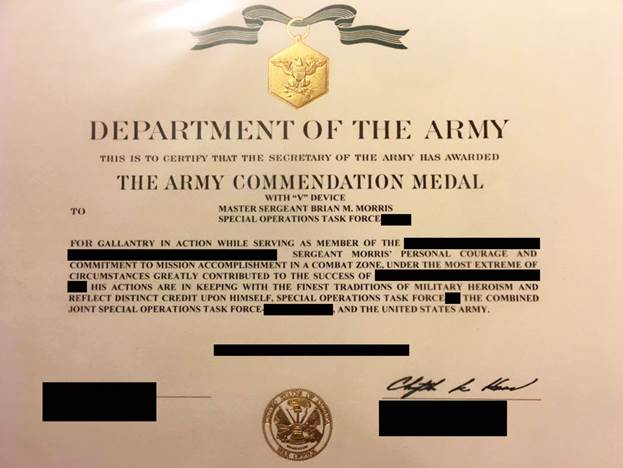 DEPARTMENT OF THE ARMY
THIS IS TO CERTIFY THAT THE SECRETARY OF THE ARMY HAS AWARDED
THE ARMY COMMENDATION MEDAL
WITH "V" DEVICE
TO MASTER SERGEANT BRIAN M. MORRIS
SPECIAL OPERATIONS TASK FORCE
FOR GALLANTRY IN ACTION WHILE SERVING AS MEMBER OF THE
SERGEANT MORRIS' PERSONAL COURAGE AND
COMMITMENT TO MISSION ACCOMPLISHMENT IN A COMBAT ZONE, UNDER THE MOST EXTREME OF
CIRCUMSTANCES GREATLY CONTRIBUTED TO THE SUCCESS OF
HIS ACTIONS ARE IN KEEPING WITH THE FINEST TRADITIONS OF MILITARY HEROISM AND
REFLECT DISTINCT CREDIT UPON HIMSELF, SPECIAL OPERATIONS TASK FORCE THE COMBINED
JOINT SPECIAL OPERATIONS TASK FORCE- , AND THE UNITED STATES ARMY.